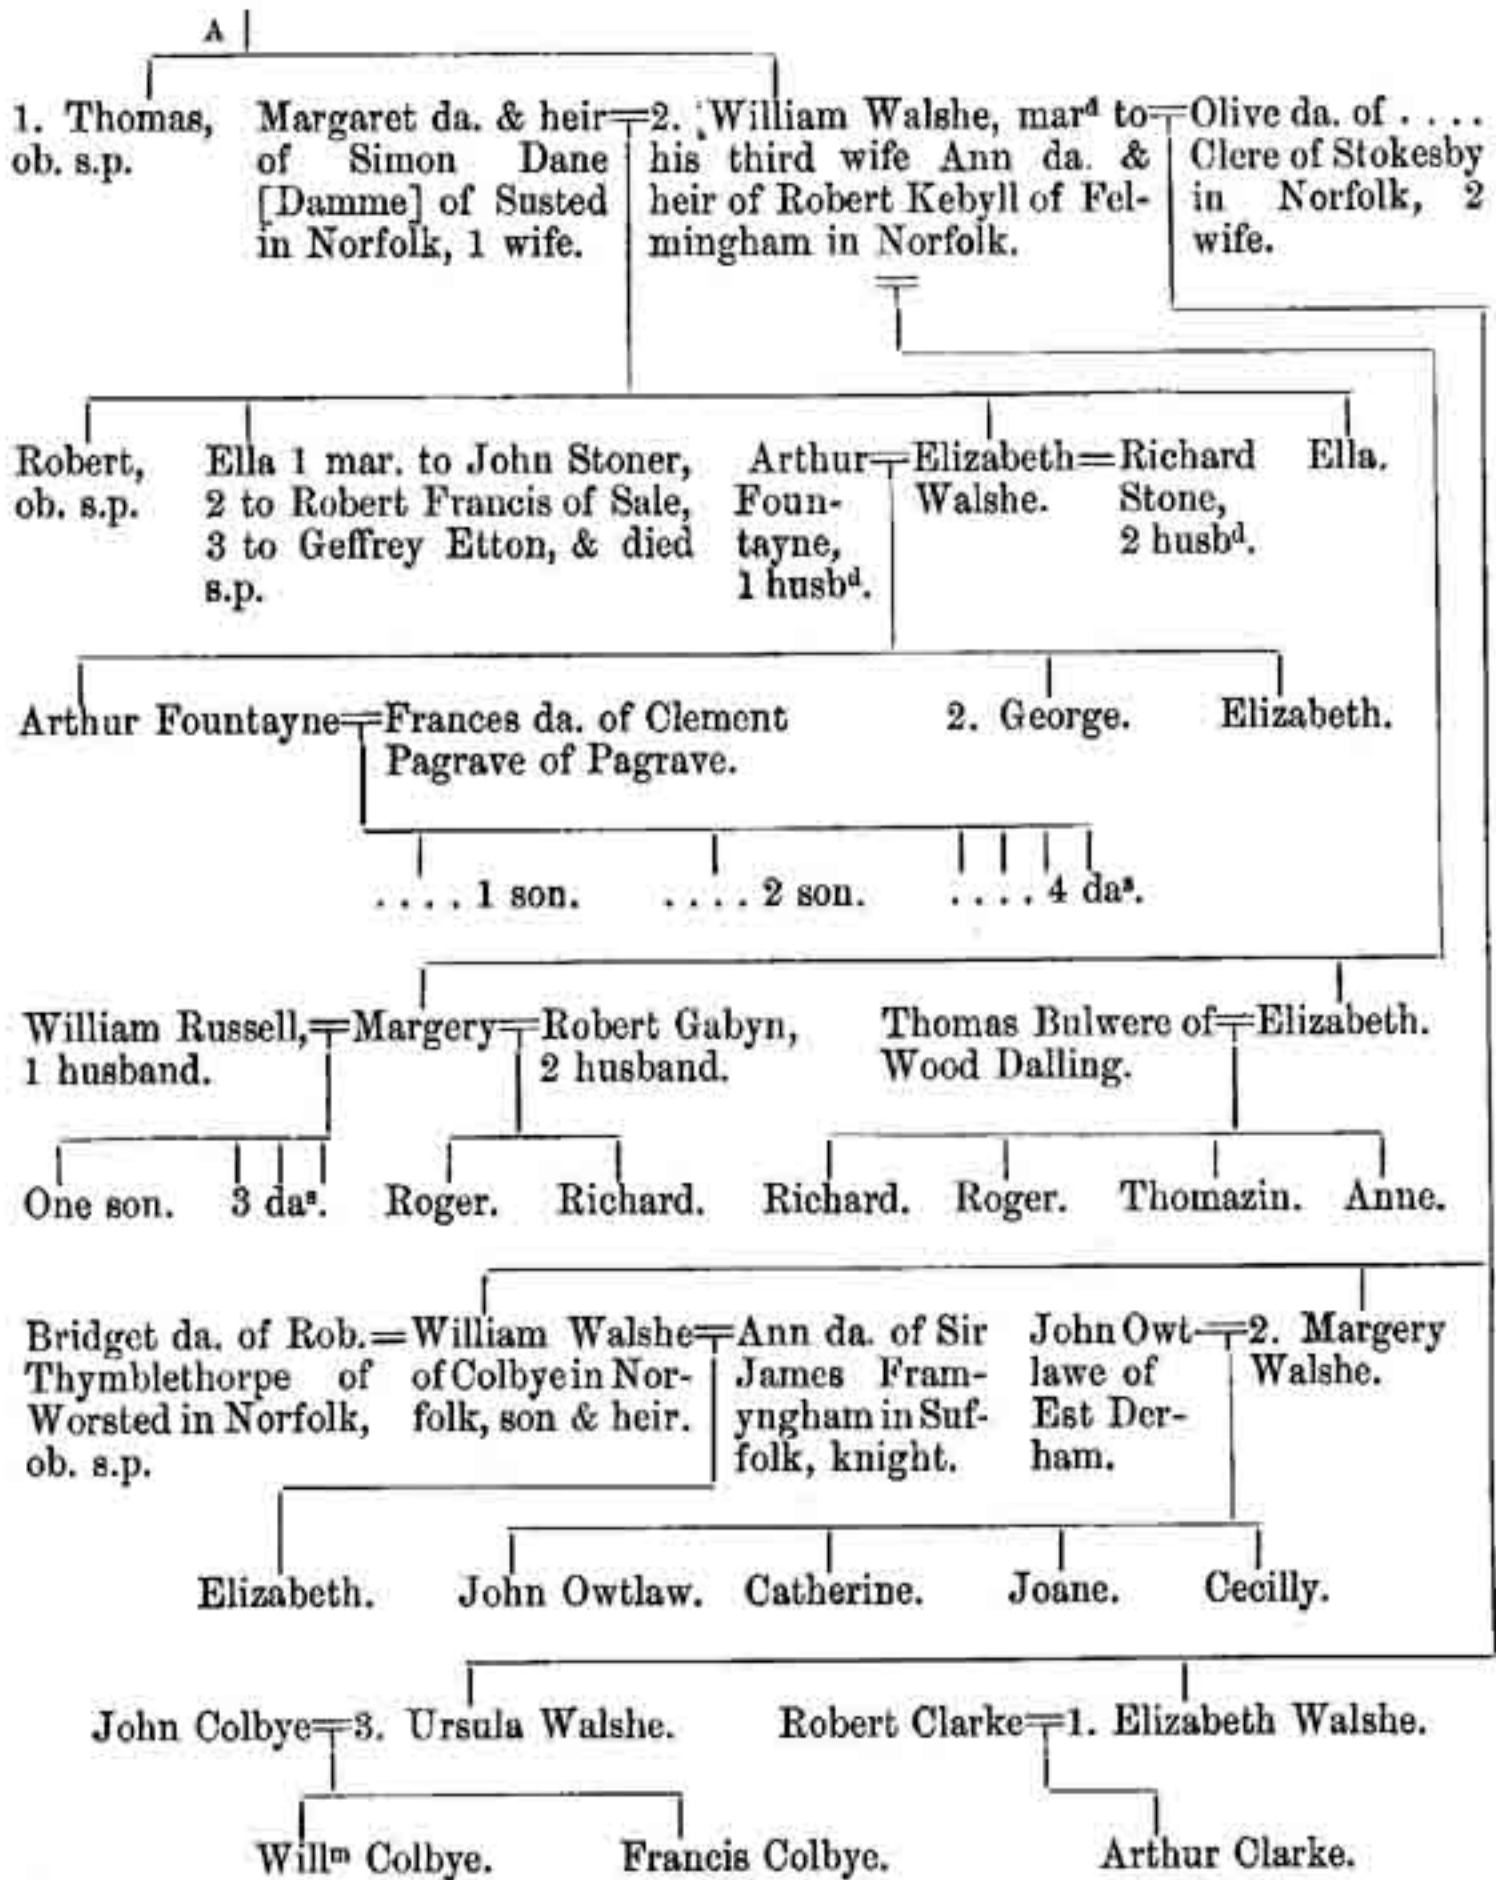 A
1. Thomas,
ob. s.p.
Margaret da. & heir
of Simon Dane
[Damme] of Susted
in Norfolk, 1 wife.
2. William Walshe, marᵈ to
his third wife Ann da. &
heir of Robert Kebyll of Fel-
mingham in Norfolk.
Olive da. of ....
Clere of Stokesby
in Norfolk, 2
wife.
Robert,
ob. s.p.
Ella 1 mar. to John Stoner,
2 to Robert Francis of Sale,
3 to Geffrey Etton, & died
s.p.
Arthur
Foun-
tayne,
1 husbᵈ.
Elizabeth
Walshe.
Richard
Stone,
2 husbᵈ.
Ella.
Arthur Fountayne
Frances da. of Clement
Pagrave of Pagrave.
2. George.
Elizabeth.
.... 1 son.
.... 2 son.
.... 4 daˢ.
William Russell,
1 husband.
Margery
Robert Gabyn,
2 husband.
Thomas Bulwere of
Wood Dalling.
Elizabeth.
One son.
3 daˢ.
Roger.
Richard.
Richard.
Roger.
Thomazin.
Anne.
Bridget da. of Rob.
Thymblethorpe of
Worsted in Norfolk,
ob. s.p.
William Walshe
of Colbye in Nor-
folk, son & heir.
Ann da. of Sir
James Fram-
yngham in Suf-
folk, knight.
John Owt-
lawe of
Est Der-
ham.
2. Margery
Walshe.
Elizabeth.
John Owtlaw.
Catherine.
Joane.
Cecilly.
John Colbye
3. Ursula Walshe.
Robert Clarke
1. Elizabeth Walshe.
Willᵐ Colbye.
Francis Colbye.
Arthur Clarke.